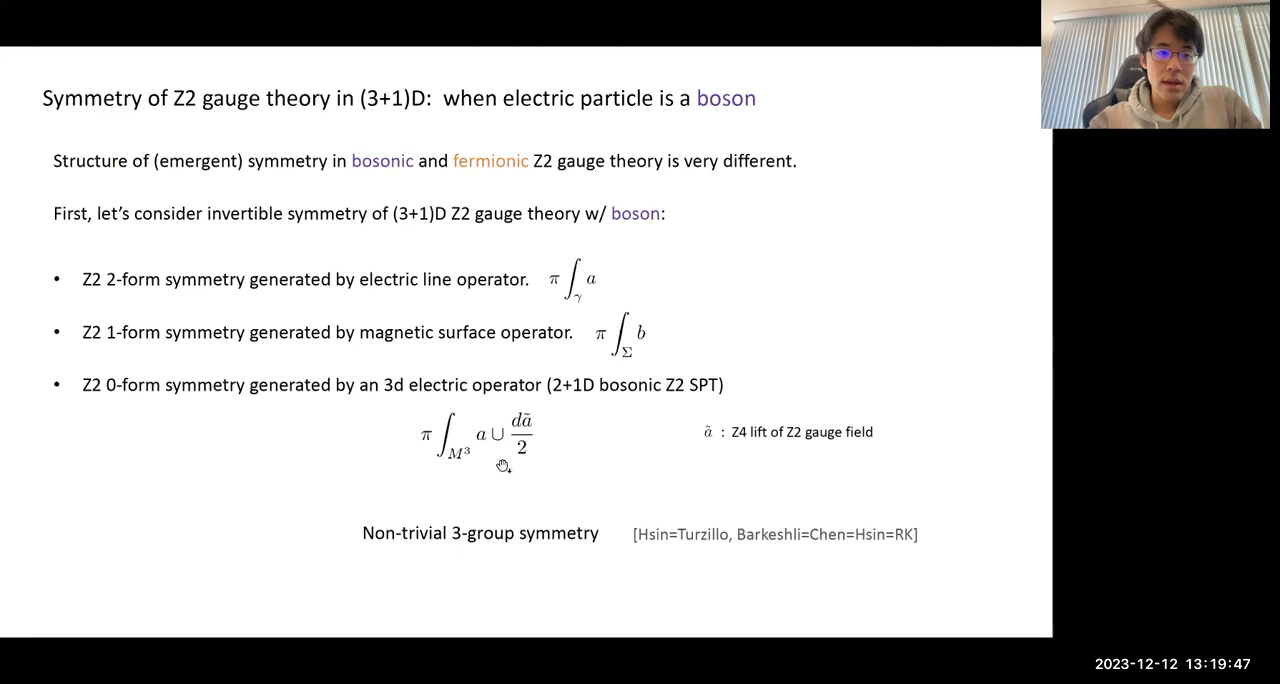 Symmetry of Z2 gauge theory in (3+1)D: when electric particle is a boson
Structure of (emergent) symmetry in bosonic and fermionic Z2 gauge theory is very different.
First, let's consider invertible symmetry of (3+1)D Z2 gauge theory w/ boson:
• Z2 2-form symmetry generated by electric line operator. π ∫_γ a
• Z2 1-form symmetry generated by magnetic surface operator. π ∫_Σ b
• Z2 0-form symmetry generated by an 3d electric operator (2+1D bosonic Z2 SPT)
π ∫_{M³} a ∪ dã/2 ã : Z4 lift of Z2 gauge field
Non-trivial 3-group symmetry [Hsin=Turzillo, Barkeshli=Chen=Hsin=RK]
2023-12-12 13:19:47